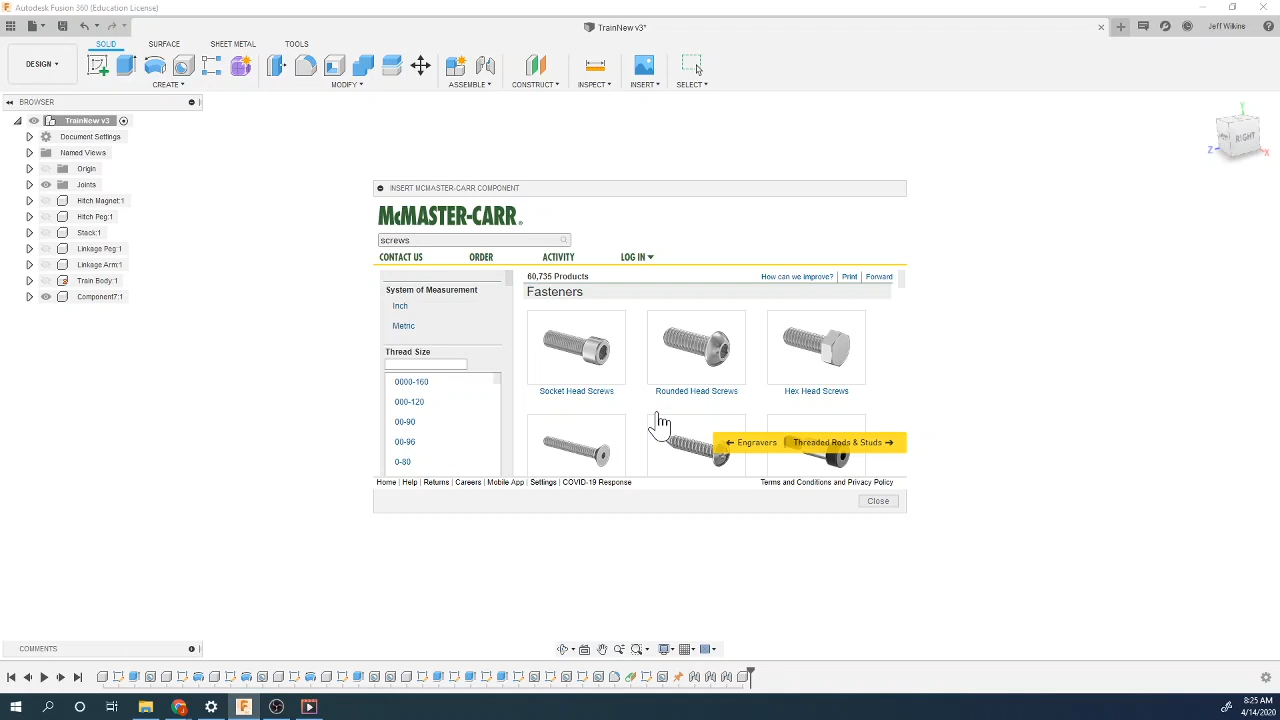 Autodesk Fusion 360 (Education License)
TrainNew v3*
Jeff Wilkins
DESIGN
SOLID
SURFACE
SHEET METAL
TOOLS
CREATE
MODIFY
ASSEMBLE
CONSTRUCT
INSPECT
INSERT
SELECT
BROWSER
TrainNew v3
Document Settings
Named Views
Origin
Joints
Hitch Magnet:1
Hitch Peg:1
Stack:1
Linkage Peg:1
Linkage Arm:1
Train Body:1
Component7:1
Y
RIGHT
Z
X
INSERT MCMASTER-CARR COMPONENT
McMASTER-CARR®
screws
CONTACT US ORDER ACTIVITY LOG IN
System of Measurement
Inch
Metric
Thread Size
0000-160
000-120
00-90
00-96
0-80
60,735 Products
How can we improve? Print Forward
Fasteners
Socket Head Screws
Rounded Head Screws
Hex Head Screws
Engravers
Threaded Rods & Studs
Home | Help | Returns | Careers | Mobile App | Settings | COVID-19 Response
Terms and Conditions and Privacy Policy
Close
COMMENTS
8:25 AM
4/14/2020